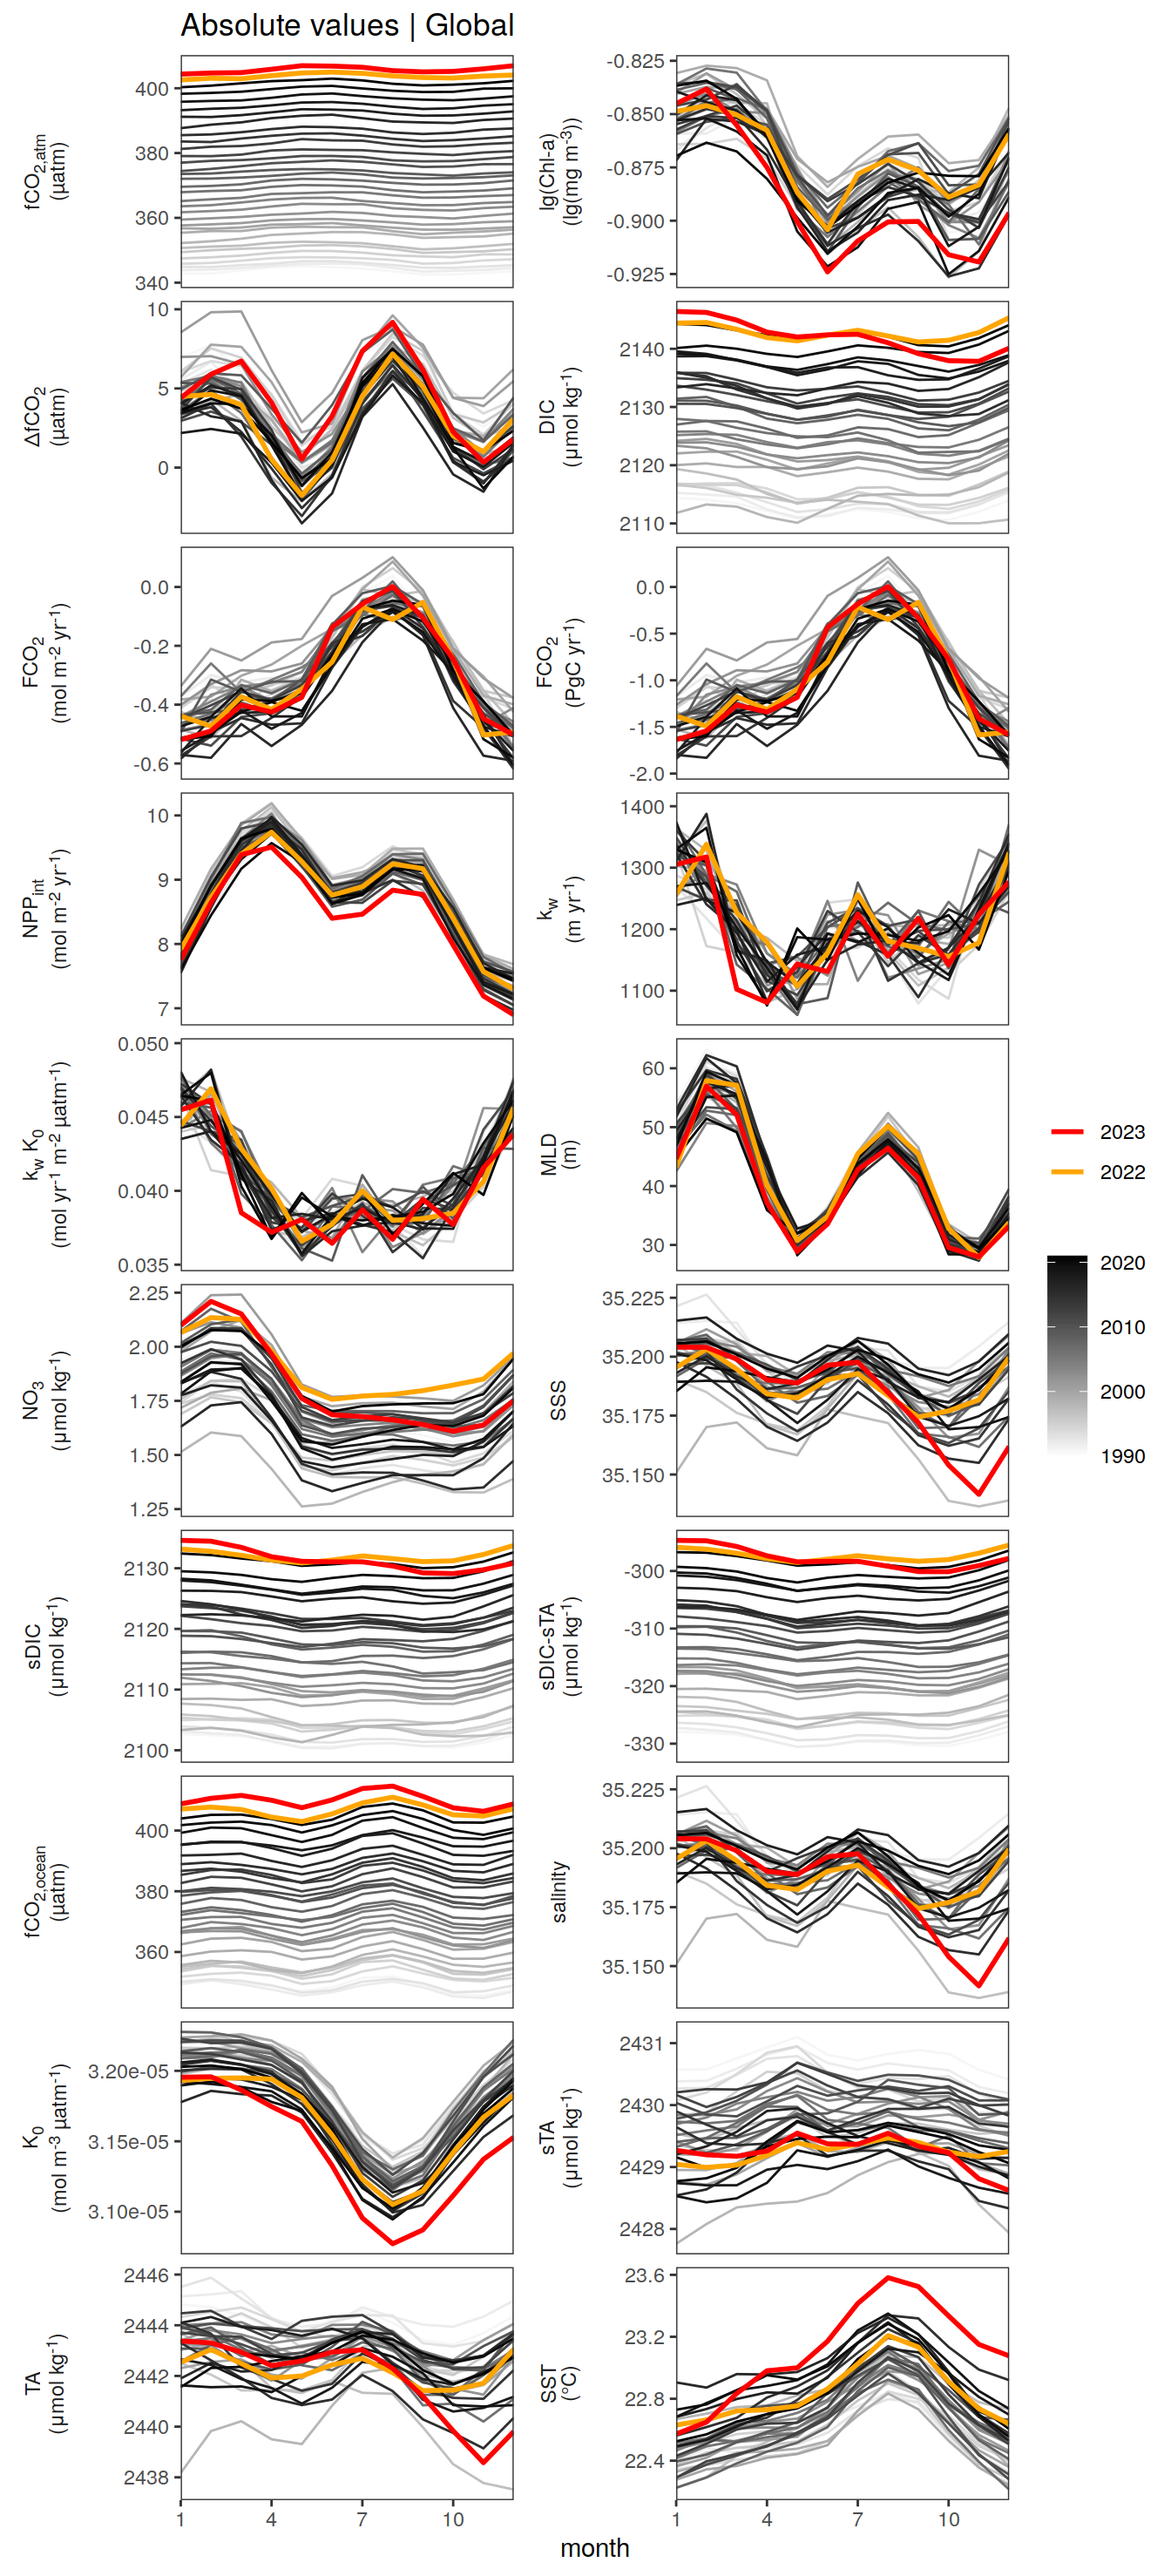 Absolute values | Global
fCO2,atm
(µatm)
400
380
360
340
lg(Chl-a)
(lg(mg m-3))
-0.825
-0.850
-0.875
-0.900
-0.925
ΔfCO2
(µatm)
10
5
0
DIC
(µmol kg-1)
2140
2130
2120
2110
FCO2
(mol m-2 yr-1)
0.0
-0.2
-0.4
-0.6
FCO2
(PgC yr-1)
0.0
-0.5
-1.0
-1.5
-2.0
NPPint
(mol m-2 yr-1)
10
9
8
7
kw
(m yr-1)
1400
1300
1200
1100
kw K0
(mol yr-1 m-2 µatm-1)
0.050
0.045
0.040
0.035
MLD
(m)
60
50
40
30
NO3
(µmol kg-1)
2.25
2.00
1.75
1.50
1.25
SSS
35.225
35.200
35.175
35.150
sDIC
(µmol kg-1)
2130
2120
2110
2100
sDIC-sTA
(µmol kg-1)
-300
-310
-320
-330
fCO2,ocean
(µatm)
400
380
360
salinity
35.225
35.200
35.175
35.150
K0
(mol m-3 µatm-1)
3.20e-05
3.15e-05
3.10e-05
sTA
(µmol kg-1)
2431
2430
2429
2428
TA
(µmol kg-1)
2446
2444
2442
2440
2438
SST
(°C)
23.6
23.2
22.8
22.4
1 4 7 10
1 4 7 10
month
2023
2022
2020
2010
2000
1990